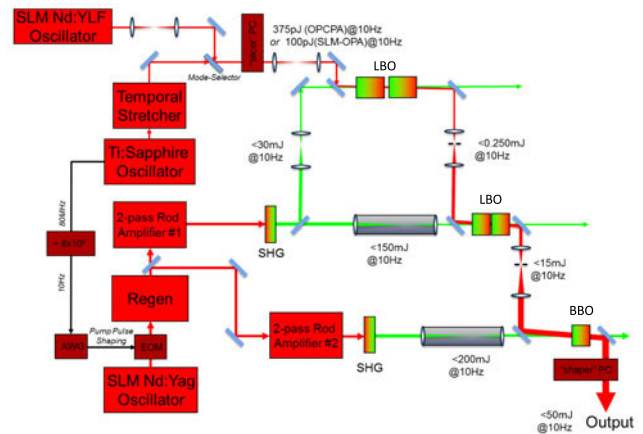 SLM Nd:YLF
Oscillator
"slicer" PC
375pJ (OPCPA)@10Hz
or 100pJ(SLM-OPA)@10Hz
Mode-Selector
LBO
Temporal
Stretcher
Ti:Sapphire
Oscillator
<30mJ
@10Hz
<0.250mJ
@10Hz
80MHz
2-pass Rod
Amplifier #1
LBO
SHG
<150mJ
@10Hz
<15mJ
@10Hz
10Hz
Regen
BBO
Pump Pulse
Shaping
AWG
EOM
2-pass Rod
Amplifier #2
SHG
<200mJ
@10Hz
"shaper" PC
SLM Nd:Yag
Oscillator
<50mJ
@10Hz
Output